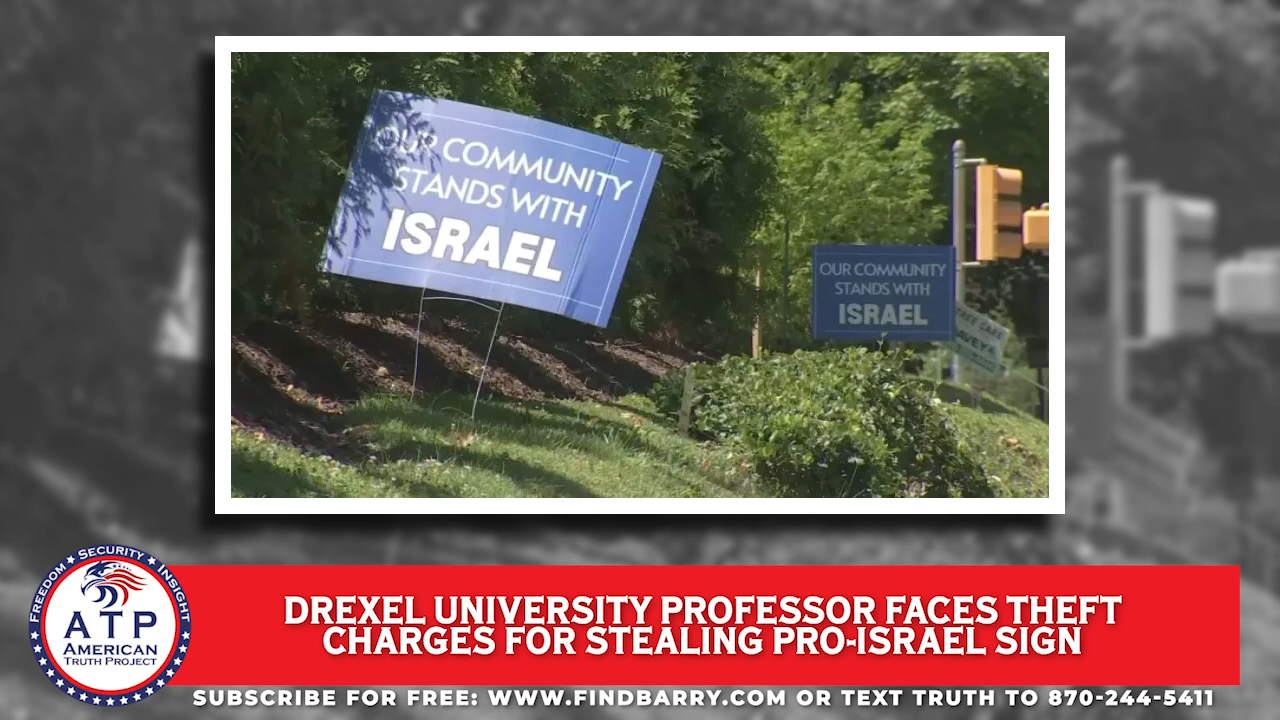 OUR COMMUNITY
STANDS WITH
ISRAEL
OUR COMMUNITY
STANDS WITH
ISRAEL
CARE
FREEDOM ★ SECURITY ★ INSIGHT
ATP
AMERICAN
TRUTH PROJECT
DREXEL UNIVERSITY PROFESSOR FACES THEFT
CHARGES FOR STEALING PRO-ISRAEL SIGN
SUBSCRIBE FOR FREE: WWW.FINDBARRY.COM OR TEXT TRUTH TO 870-244-5411